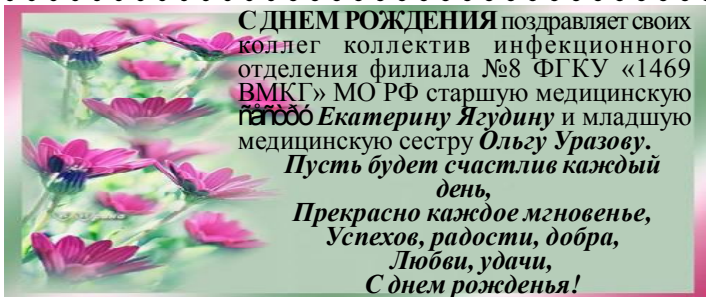 С ДНЕМ РОЖДЕНИЯ поздравляет своих
коллег коллектив инфекционного
отделения филиала №8 ФГКУ «1469
ВМКГ» МО РФ старшую медицинскую
ñåñòðó Екатерину Ягудину и младшую
медицинскую сестру Ольгу Уразову.
Пусть будет счастлив каждый
день,
Прекрасно каждое мгновенье,
Успехов, радости, добра,
Любви, удачи,
С днем рожденья!